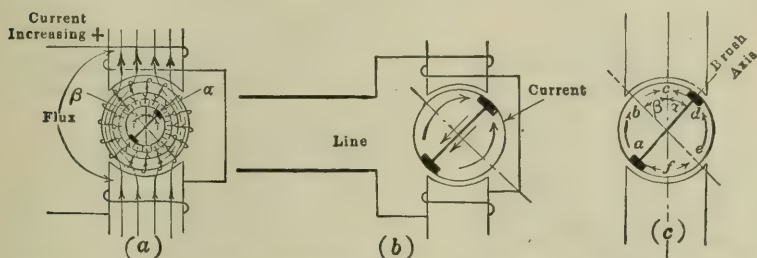 Current
Increasing +
β
α
Flux
(a)
Line
Current
(b)
Brush
Axis
c
b
β
d
a
e
f
(c)